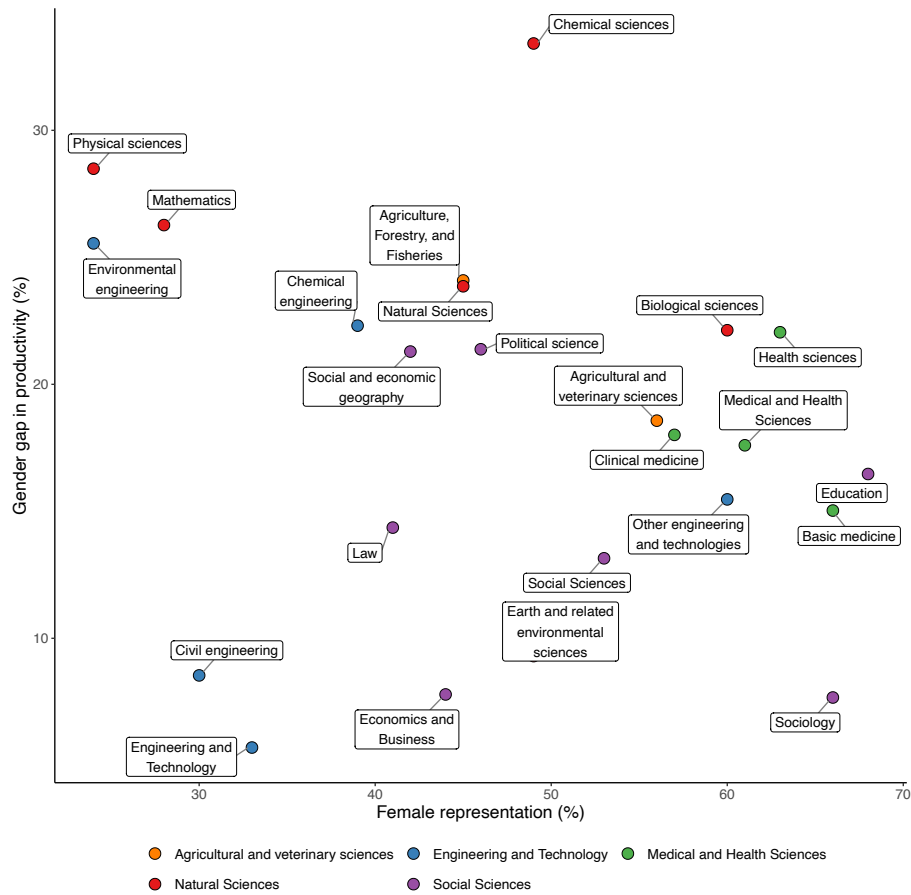 Chemical sciences
30
Physical sciences
Mathematics
Agriculture,
Forestry, and
Fisheries
Environmental
engineering
Chemical
engineering
Natural Sciences
Biological sciences
Political science
Health sciences
20
Social and economic
geography
Agricultural and
veterinary sciences
Medical and Health
Sciences
Clinical medicine
Education
Other engineering
and technologies
Basic medicine
Law
Social Sciences
Earth and related
environmental
sciences
10
Civil engineering
Economics and
Business
Sociology
Engineering and
Technology
Gender gap in productivity (%)
30
40
50
60
70
Female representation (%)
Agricultural and veterinary sciences
Engineering and Technology
Medical and Health Sciences
Natural Sciences
Social Sciences